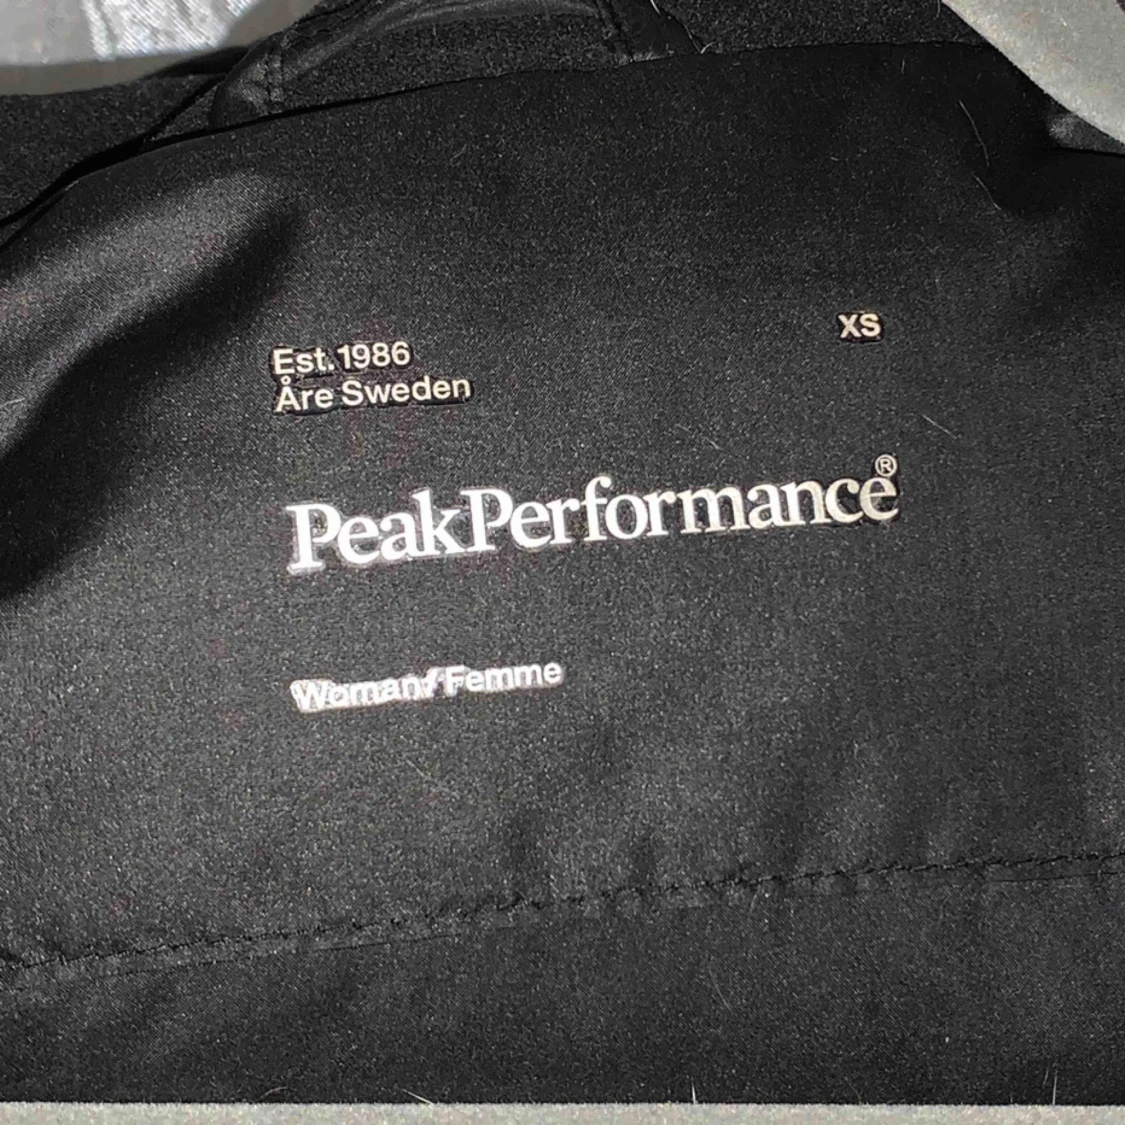 XS
Est. 1986
Åre Sweden
PeakPerformance®
Woman/Femme